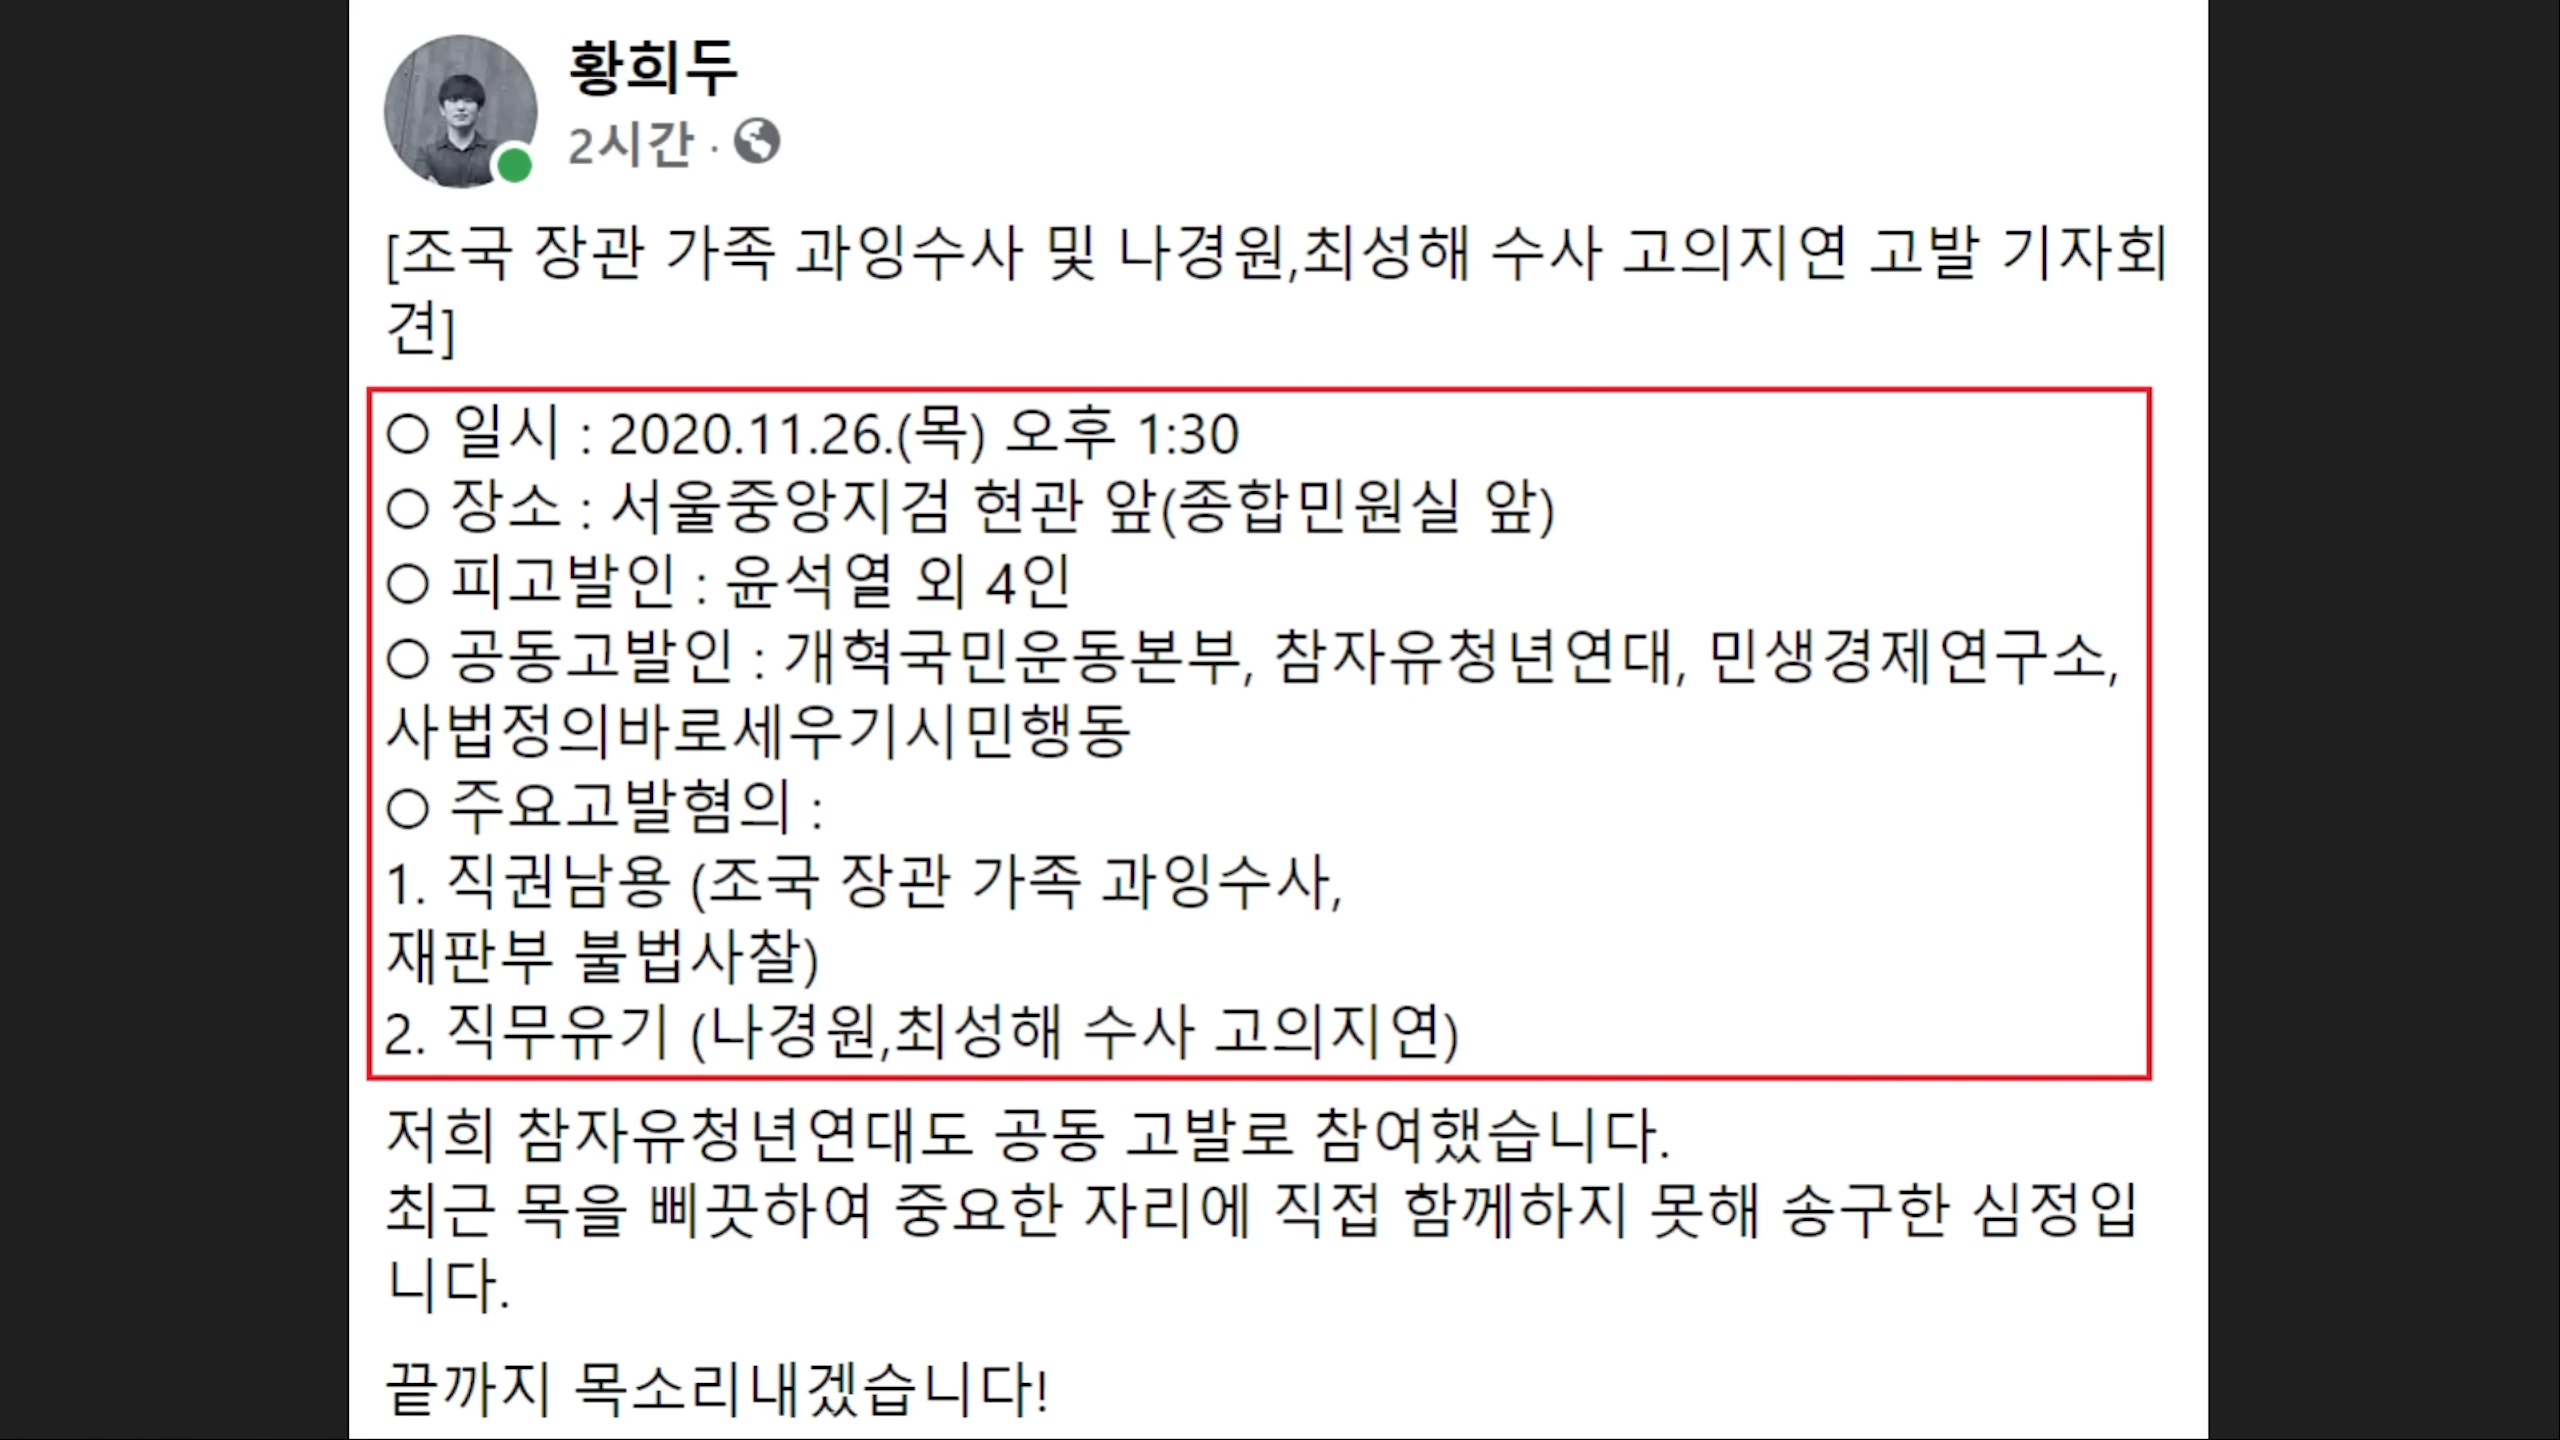 황희두
2시간 ·
[조국 장관 가족 과잉수사 및 나경원,최성해 수사 고의지연 고발 기자회
견]
○ 일시 : 2020.11.26.(목) 오후 1:30
○ 장소 : 서울중앙지검 현관 앞(종합민원실 앞)
○ 피고발인 : 윤석열 외 4인
○ 공동고발인 : 개혁국민운동본부, 참자유청년연대, 민생경제연구소,
사법정의바로세우기시민행동
○ 주요고발혐의 :
1. 직권남용 (조국 장관 가족 과잉수사,
재판부 불법사찰)
2. 직무유기 (나경원,최성해 수사 고의지연)
저희 참자유청년연대도 공동 고발로 참여했습니다.
최근 목을 삐끗하여 중요한 자리에 직접 함께하지 못해 송구한 심정입
니다.
끝까지 목소리내겠습니다!